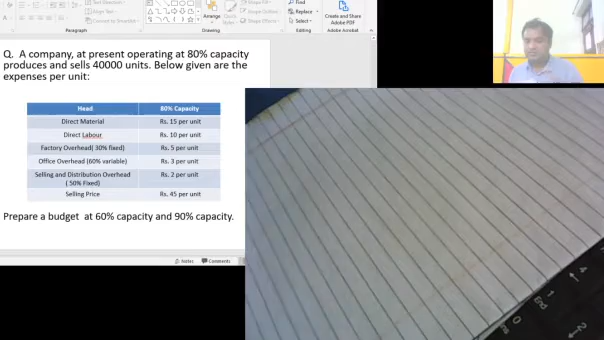 Arrange
Quick
Styles
Find
Replace
Select
Create and Share
Adobe PDF
Paragraph
Drawing
Editing
Adobe Acrobat
Q. A company, at present operating at 80% capacity
produces and sells 40000 units. Below given are the
expenses per unit:
Head 80% Capacity
Direct Material Rs. 15 per unit
Direct Labour Rs. 10 per unit
Factory Overhead( 30% fixed) Rs. 5 per unit
Office Overhead (60% variable) Rs. 3 per unit
Selling and Distribution Overhead Rs. 2 per unit
( 50% Fixed)
Selling Price Rs. 45 per unit
Prepare a budget at 60% capacity and 90% capacity.
Notes Comments